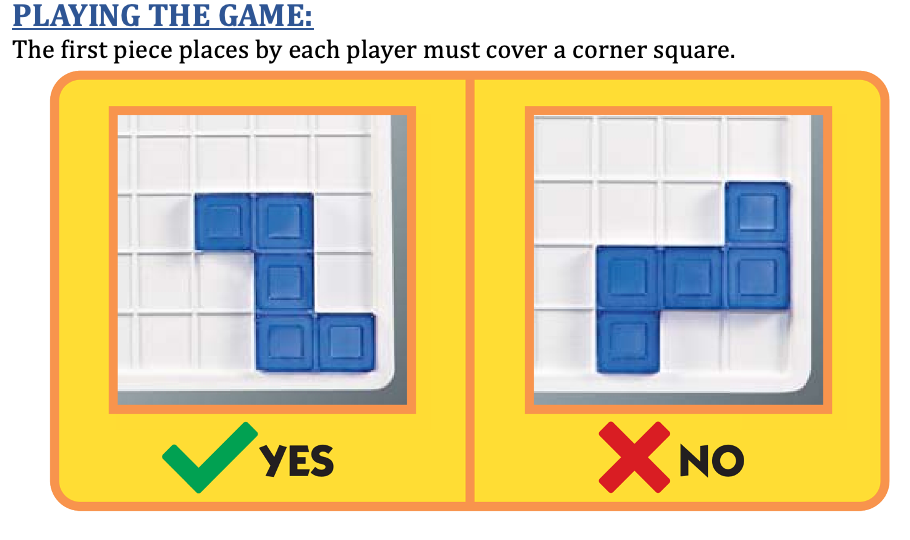 PLAYING THE GAME:
The first piece places by each player must cover a corner square.
YES
NO